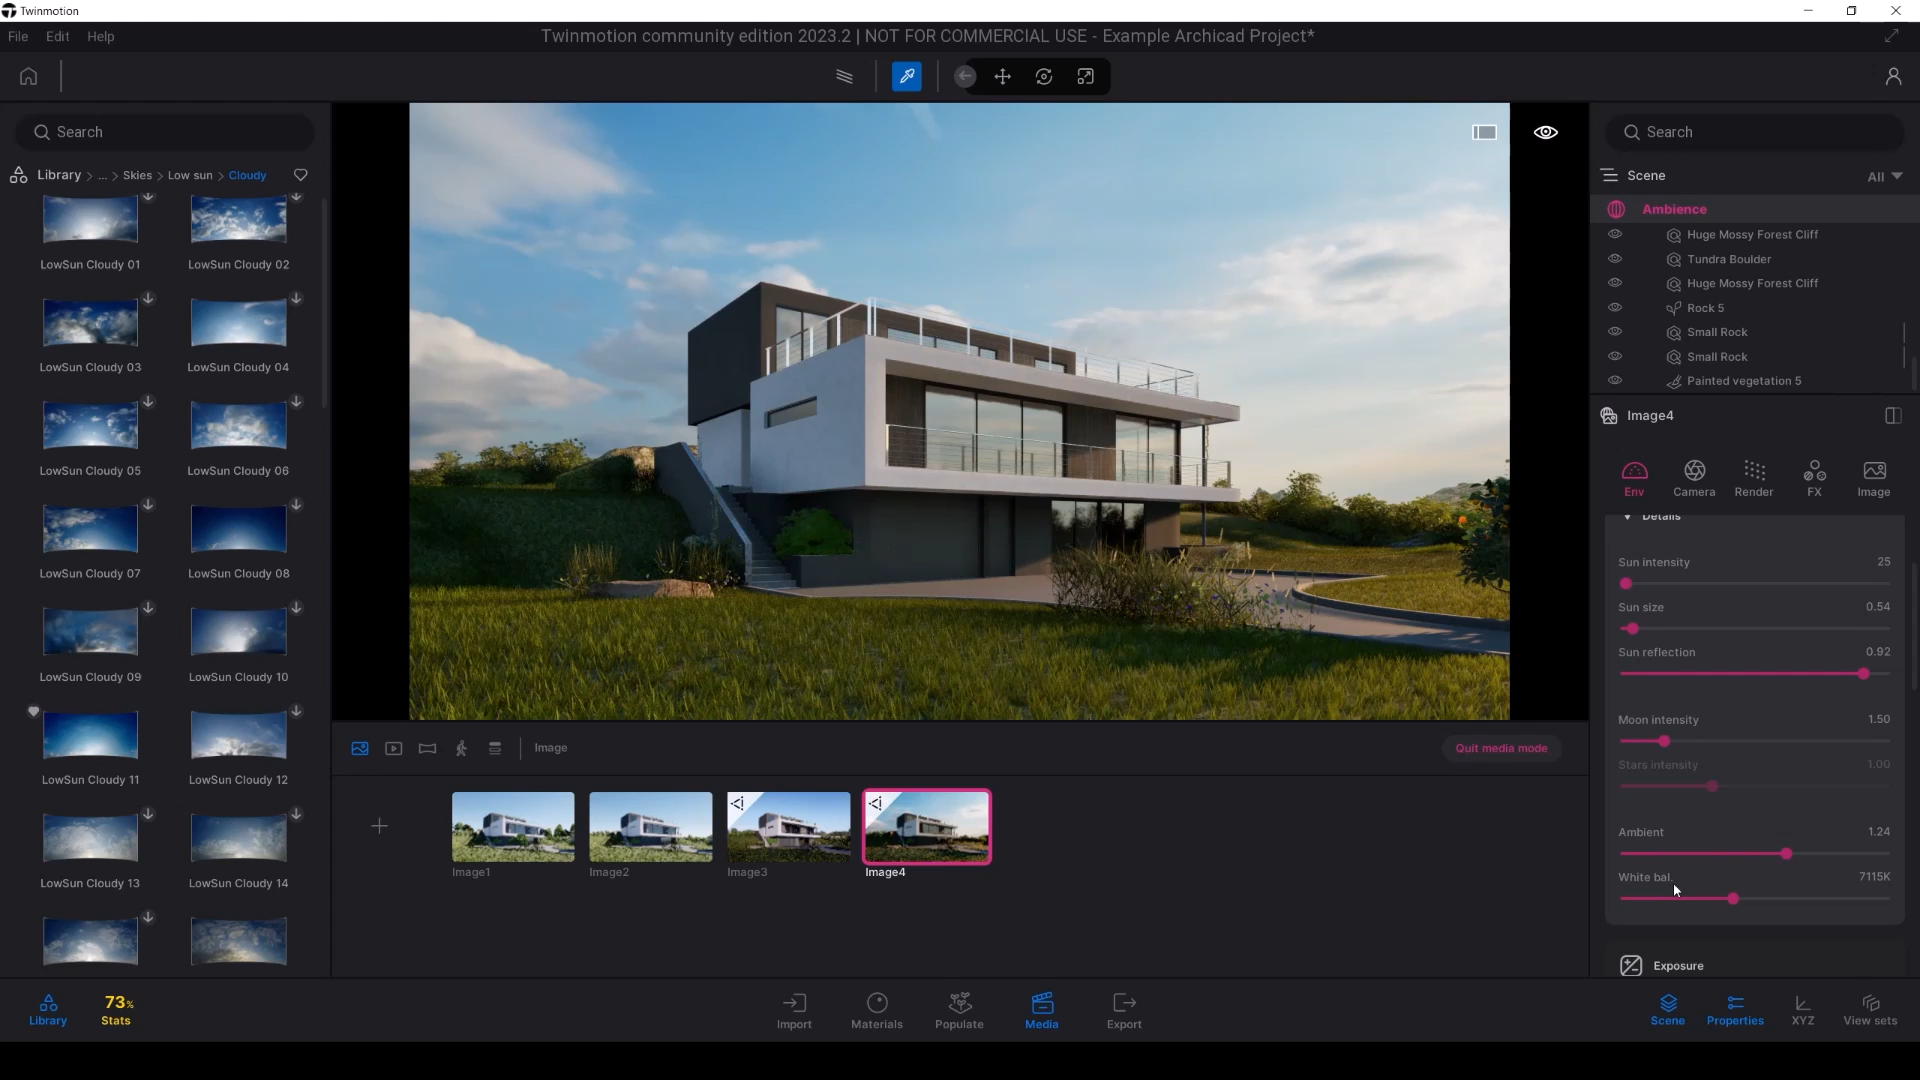 Twinmotion
File Edit Help
Twinmotion community edition 2023.2 | NOT FOR COMMERCIAL USE - Example Archicad Project*
Search
Library > ... > Skies > Low sun > Cloudy
LowSun Cloudy 01
LowSun Cloudy 02
LowSun Cloudy 03
LowSun Cloudy 04
LowSun Cloudy 05
LowSun Cloudy 06
LowSun Cloudy 07
LowSun Cloudy 08
LowSun Cloudy 09
LowSun Cloudy 10
LowSun Cloudy 11
LowSun Cloudy 12
LowSun Cloudy 13
LowSun Cloudy 14
Image
Quit media mode
Image1
Image2
Image3
Image4
Search
Scene
All
Ambience
Huge Mossy Forest Cliff
Tundra Boulder
Huge Mossy Forest Cliff
Rock 5
Small Rock
Small Rock
Painted vegetation 5
Image4
Env
Camera
Render
FX
Image
Details
Sun intensity 25
Sun size 0.54
Sun reflection 0.92
Moon intensity 1.50
Stars intensity 1.00
Ambient 1.24
White bal. 7115K
Exposure
Library
73%
Stats
Import
Materials
Populate
Media
Export
Scene
Properties
XYZ
View sets